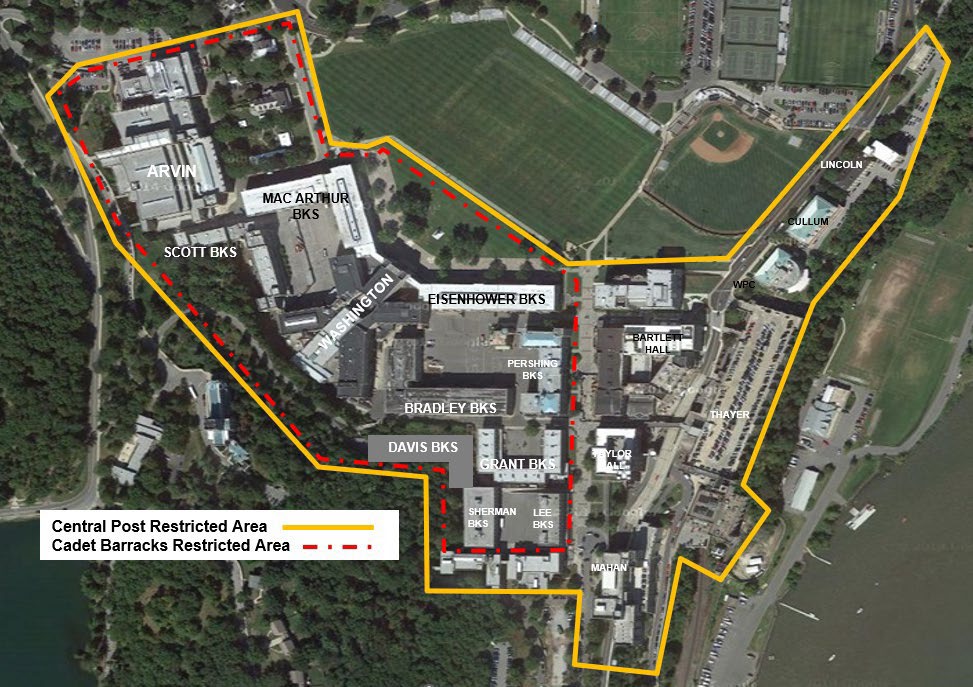 ARVIN
MAC ARTHUR
BKS
SCOTT BKS
WASHINGTON
EISENHOWER BKS
PERSHING
BKS
BRADLEY BKS
DAVIS BKS
GRANT BKS
SHERMAN
BKS
LEE
BKS
LINCOLN
CULLUM
WPC
BARTLETT
HALL
THAYER
TAYLOR
HALL
MAHAN
Central Post Restricted Area
Cadet Barracks Restricted Area